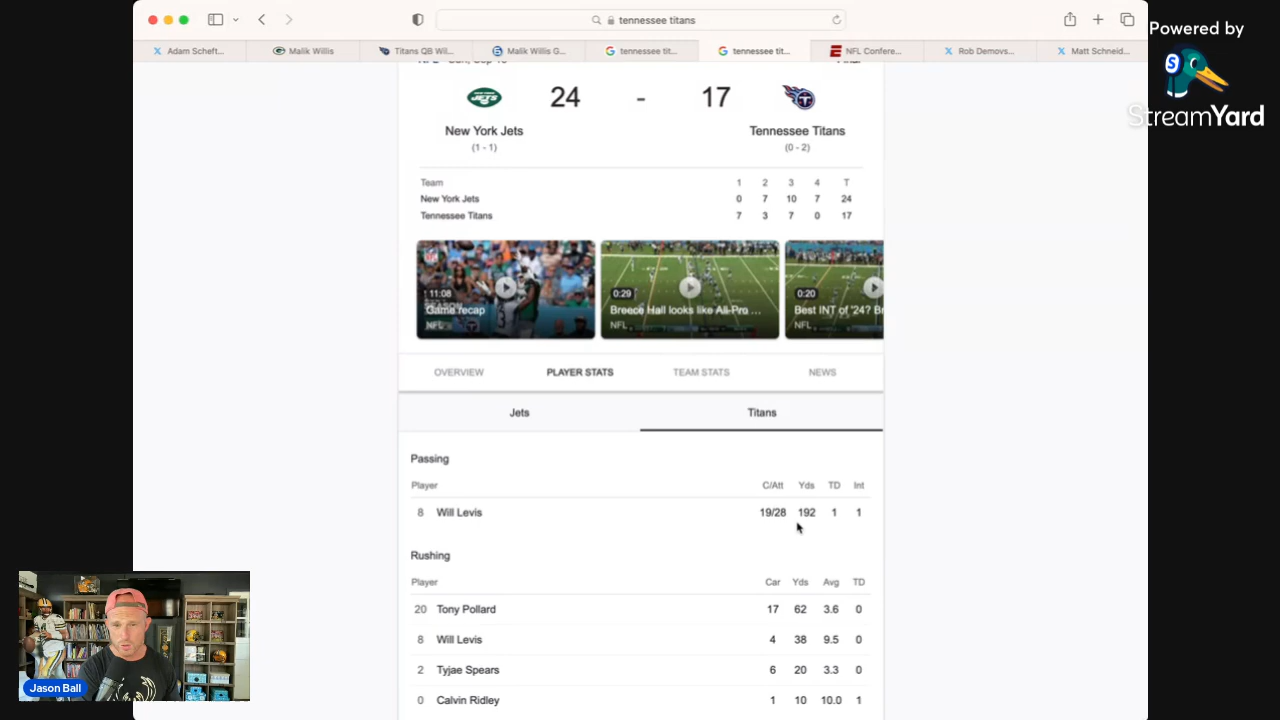 tennessee titans
Powered by
StreamYard
Adam Scheft...
Malik Willis
Titans QB Wil...
Malik Willis G...
tennessee tit...
tennessee tit...
NFL Confere...
Rob Demovs...
Matt Schneid...
24 - 17
New York Jets
Tennessee Titans
(1 - 1)
(0 - 2)
Team 1 2 3 4 T
New York Jets 0 7 10 7 24
Tennessee Titans 7 3 7 0 17
11:08
Game recap
NFL
0:29
Breece Hall looks like All-Pro ...
NFL
0:20
Best INT of '24? Br
NFL
OVERVIEW PLAYER STATS TEAM STATS NEWS
Jets Titans
Passing
Player C/Att Yds TD Int
8 Will Levis 19/28 192 1 1
Rushing
Player Car Yds Avg TD
20 Tony Pollard 17 62 3.6 0
8 Will Levis 4 38 9.5 0
2 Tyjae Spears 6 20 3.3 0
0 Calvin Ridley 1 10 10.0 1
Jason Ball